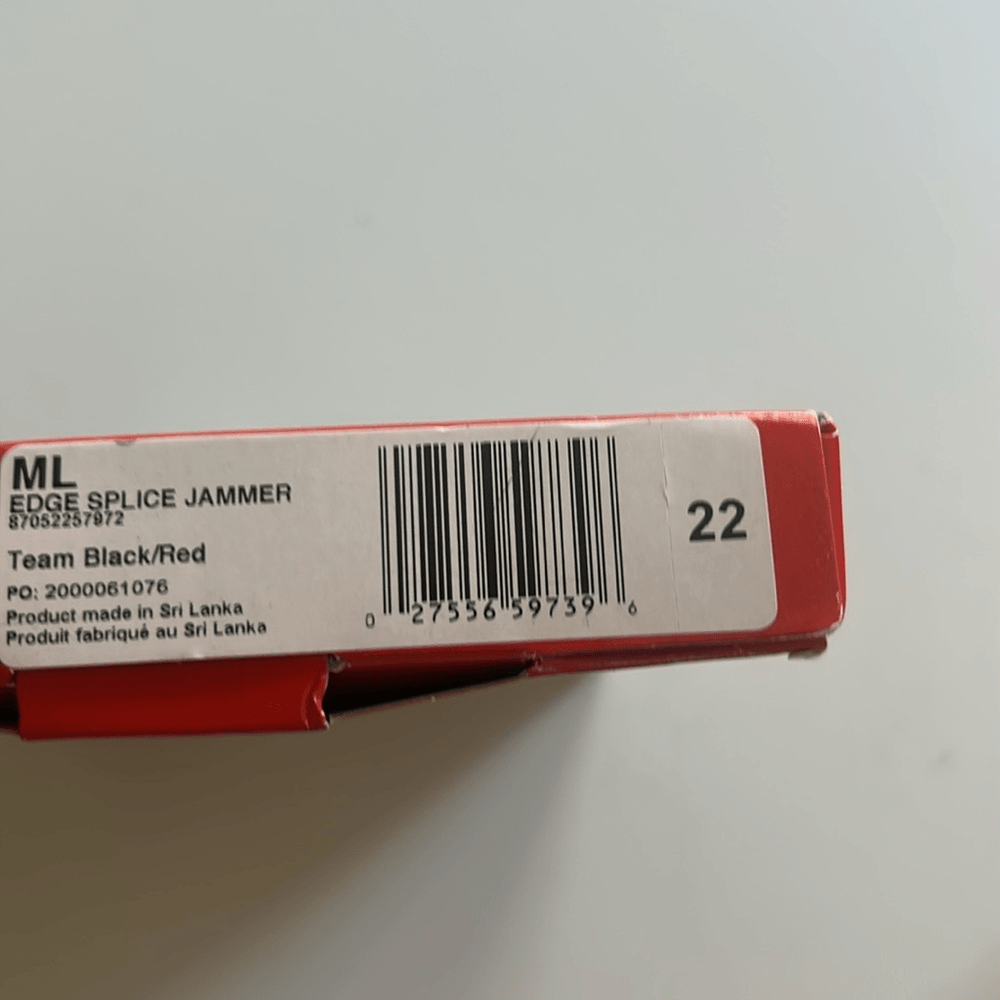 ML
EDGE SPLICE JAMMER
87052257972
Team Black/Red
PO: 2000061076
Product made in Sri Lanka
Produit fabriqué au Sri Lanka
0 27556 59739 6
22